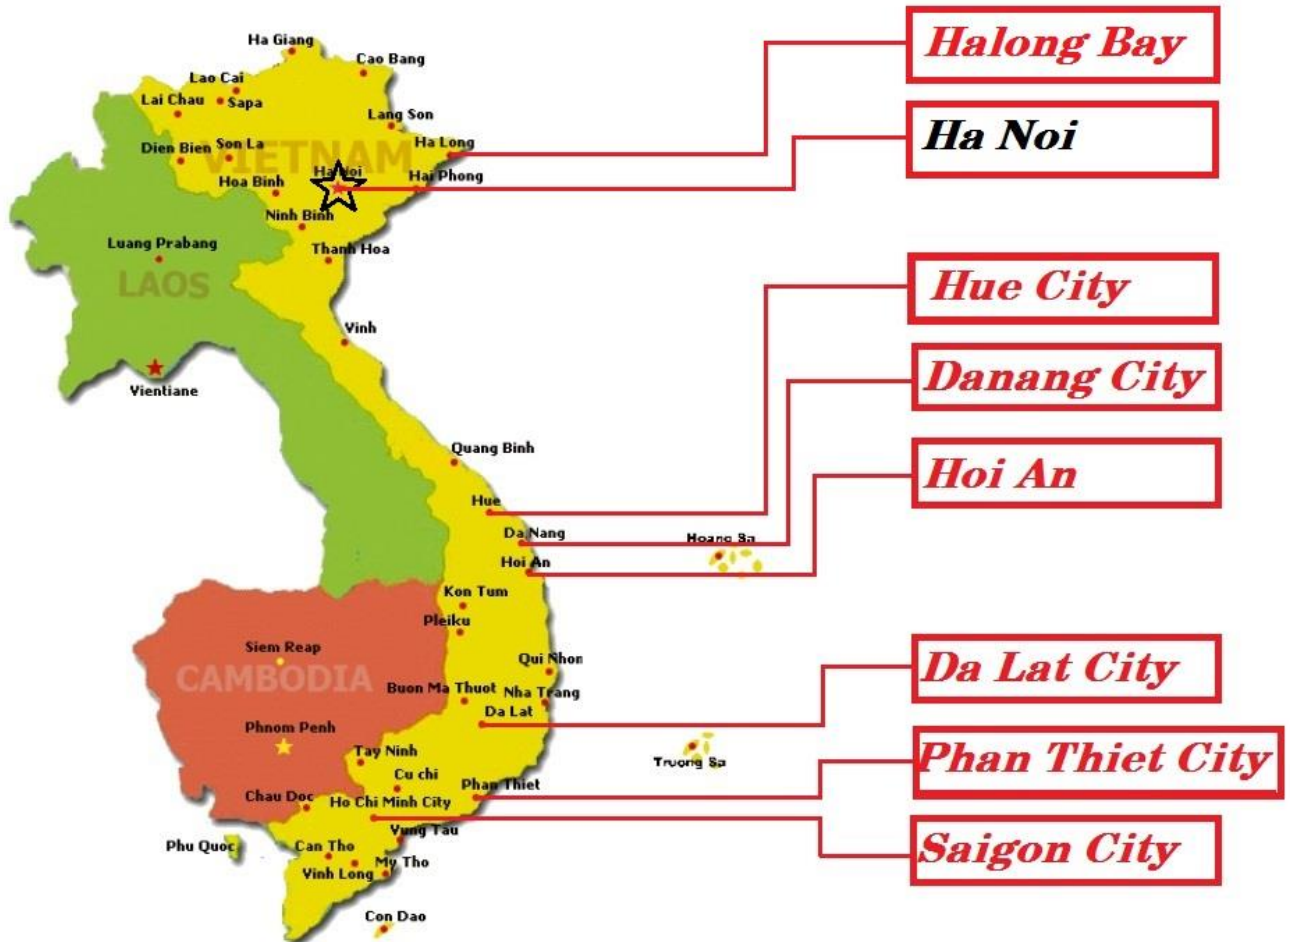 Halong Bay
Ha Noi
Hue City
Danang City
Hoi An
Da Lat City
Phan Thiet City
Saigon City
Ha Giang
Cao Bang
Lao Cai
Lai Chau
Sapa
Lang Son
VIETNAM
Dien Bien
Son La
Ha Long
Ha Noi
Hoa Binh
Hai Phong
Ninh Binh
Luang Prabang
Thanh Hoa
LAOS
Vinh
Vientiane
Quang Binh
Hue
Da Nang
Hoang Sa
Hoi An
Kon Tum
Pleiku
Siem Reap
Qui Nhon
CAMBODIA
Buon Ma Thuot
Nha Trang
Da Lat
Phnom Penh
Tay Ninh
Truong Sa
Cu chi
Phan Thiet
Chau Doc
Ho Chi Minh City
Vung Tau
Phu Quoc
Can Tho
My Tho
Vinh Long
Con Dao